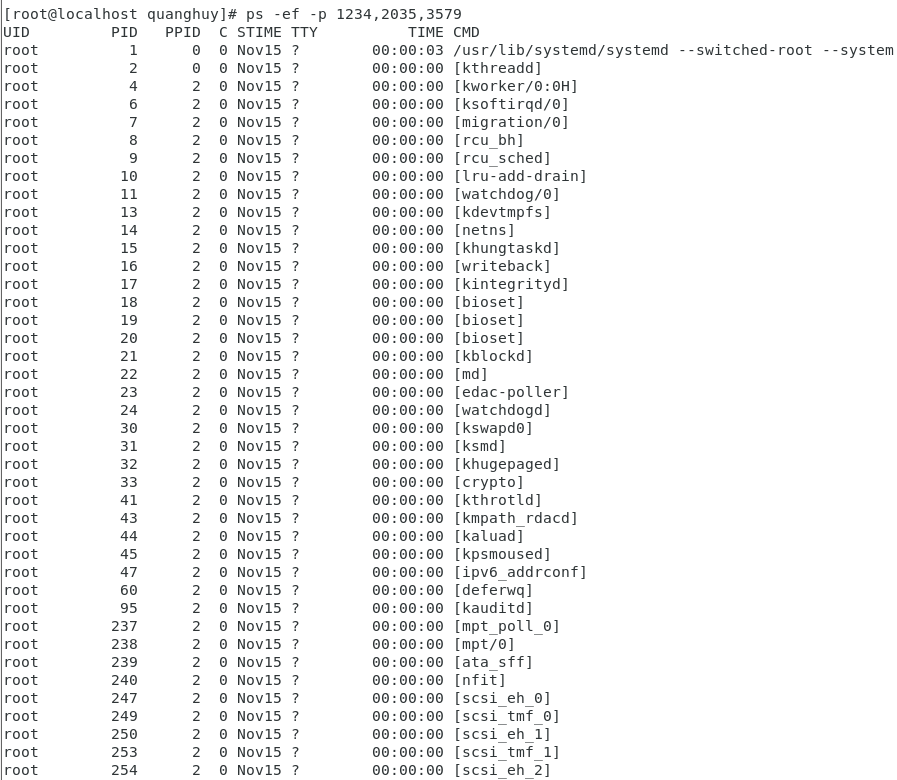 [root@localhost quanghuy]# ps -ef -p 1234,2035,3579
UID        PID   PPID  C STIME TTY          TIME CMD
root         1      0  0 Nov15 ?        00:00:03 /usr/lib/systemd/systemd --switched-root --system
root         2      0  0 Nov15 ?        00:00:00 [kthreadd]
root         4      2  0 Nov15 ?        00:00:00 [kworker/0:0H]
root         6      2  0 Nov15 ?        00:00:00 [ksoftirqd/0]
root         7      2  0 Nov15 ?        00:00:00 [migration/0]
root         8      2  0 Nov15 ?        00:00:00 [rcu_bh]
root         9      2  0 Nov15 ?        00:00:00 [rcu_sched]
root        10      2  0 Nov15 ?        00:00:00 [lru-add-drain]
root        11      2  0 Nov15 ?        00:00:00 [watchdog/0]
root        13      2  0 Nov15 ?        00:00:00 [kdevtmpfs]
root        14      2  0 Nov15 ?        00:00:00 [netns]
root        15      2  0 Nov15 ?        00:00:00 [khungtaskd]
root        16      2  0 Nov15 ?        00:00:00 [writeback]
root        17      2  0 Nov15 ?        00:00:00 [kintegrityd]
root        18      2  0 Nov15 ?        00:00:00 [bioset]
root        19      2  0 Nov15 ?        00:00:00 [bioset]
root        20      2  0 Nov15 ?        00:00:00 [bioset]
root        21      2  0 Nov15 ?        00:00:00 [kblockd]
root        22      2  0 Nov15 ?        00:00:00 [md]
root        23      2  0 Nov15 ?        00:00:00 [edac-poller]
root        24      2  0 Nov15 ?        00:00:00 [watchdogd]
root        30      2  0 Nov15 ?        00:00:00 [kswapd0]
root        31      2  0 Nov15 ?        00:00:00 [ksmd]
root        32      2  0 Nov15 ?        00:00:00 [khugepaged]
root        33      2  0 Nov15 ?        00:00:00 [crypto]
root        41      2  0 Nov15 ?        00:00:00 [kthrotld]
root        43      2  0 Nov15 ?        00:00:00 [kmpath_rdacd]
root        44      2  0 Nov15 ?        00:00:00 [kaluad]
root        45      2  0 Nov15 ?        00:00:00 [kpsmoused]
root        47      2  0 Nov15 ?        00:00:00 [ipv6_addrconf]
root        60      2  0 Nov15 ?        00:00:00 [deferwq]
root        95      2  0 Nov15 ?        00:00:00 [kauditd]
root       237      2  0 Nov15 ?        00:00:00 [mpt_poll_0]
root       238      2  0 Nov15 ?        00:00:00 [mpt/0]
root       239      2  0 Nov15 ?        00:00:00 [ata_sff]
root       240      2  0 Nov15 ?        00:00:00 [nfit]
root       247      2  0 Nov15 ?        00:00:00 [scsi_eh_0]
root       249      2  0 Nov15 ?        00:00:00 [scsi_tmf_0]
root       250      2  0 Nov15 ?        00:00:00 [scsi_eh_1]
root       253      2  0 Nov15 ?        00:00:00 [scsi_tmf_1]
root       254      2  0 Nov15 ?        00:00:00 [scsi_eh_2]